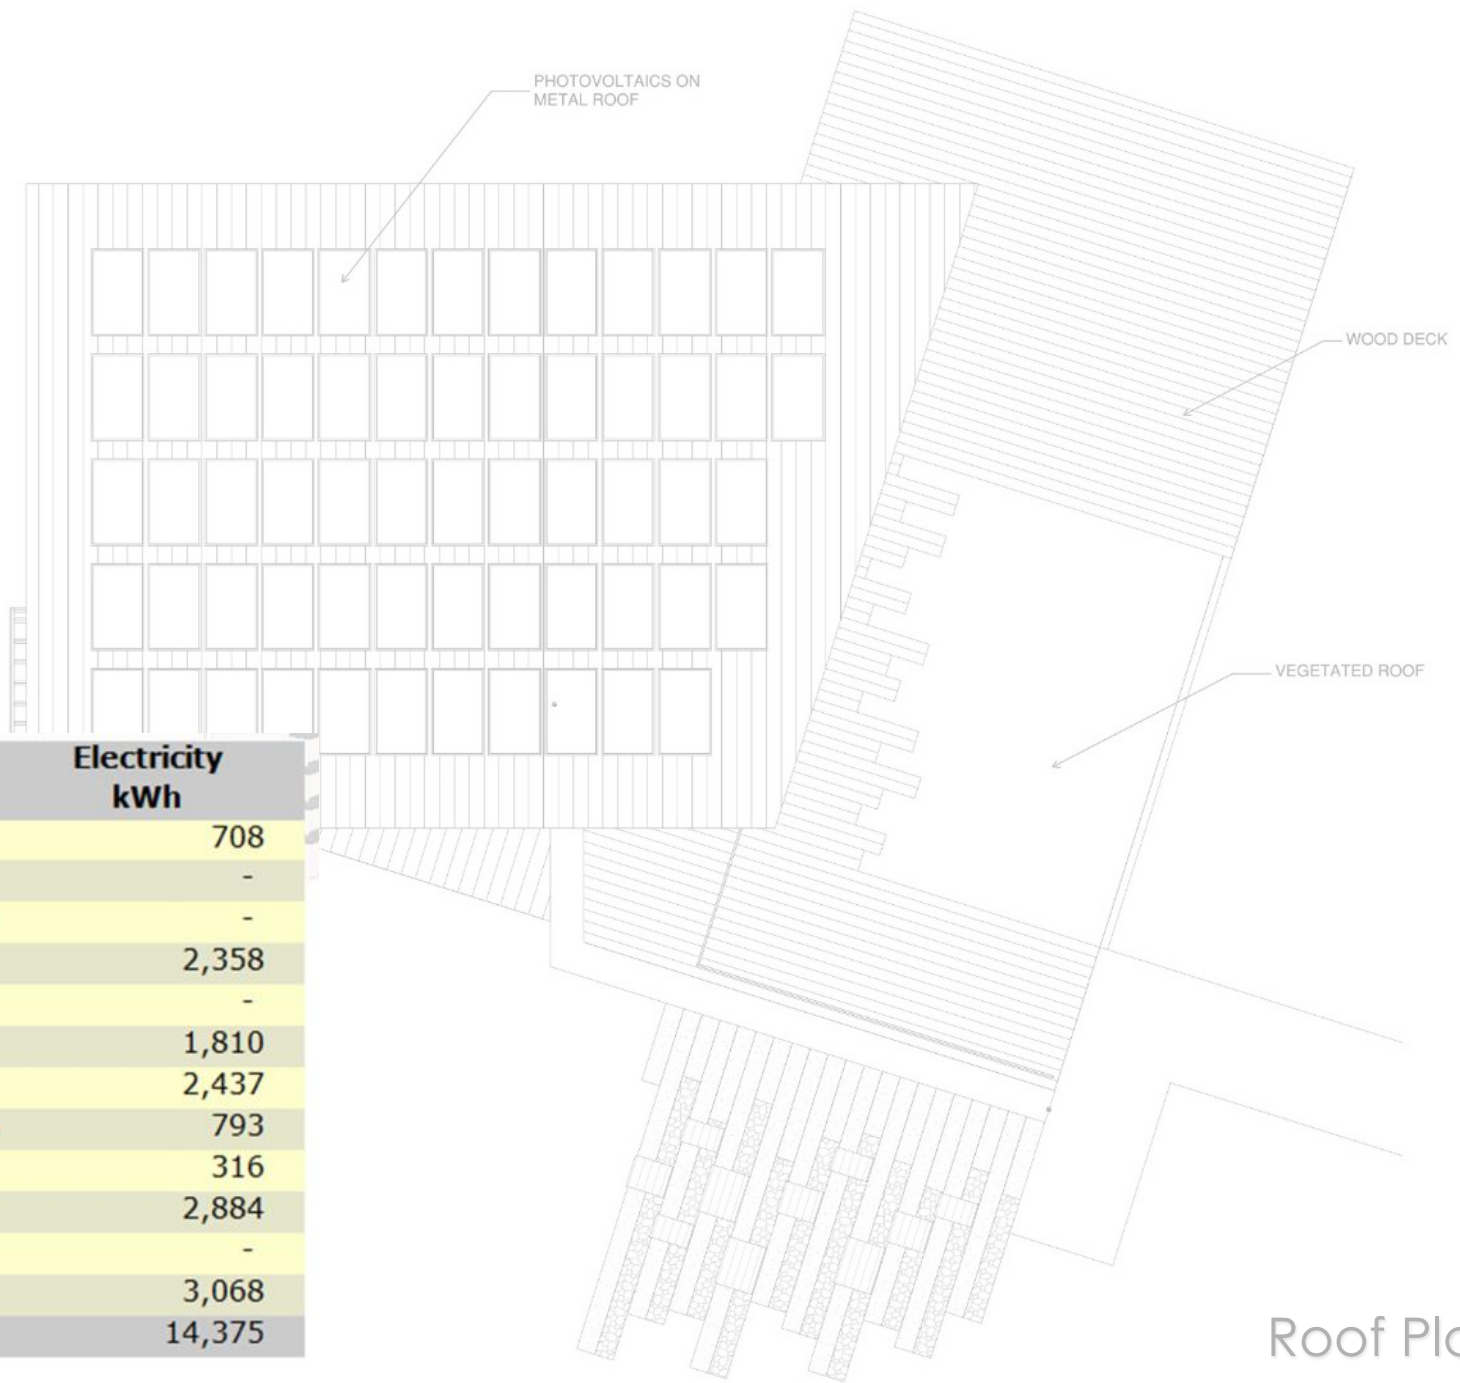 PHOTOVOLTAICS ON
METAL ROOF
WOOD DECK
VEGETATED ROOF
Electricity
kWh
708
-
-
2,358
-
1,810
2,437
793
316
2,884
-
3,068
14,375
Roof Pla